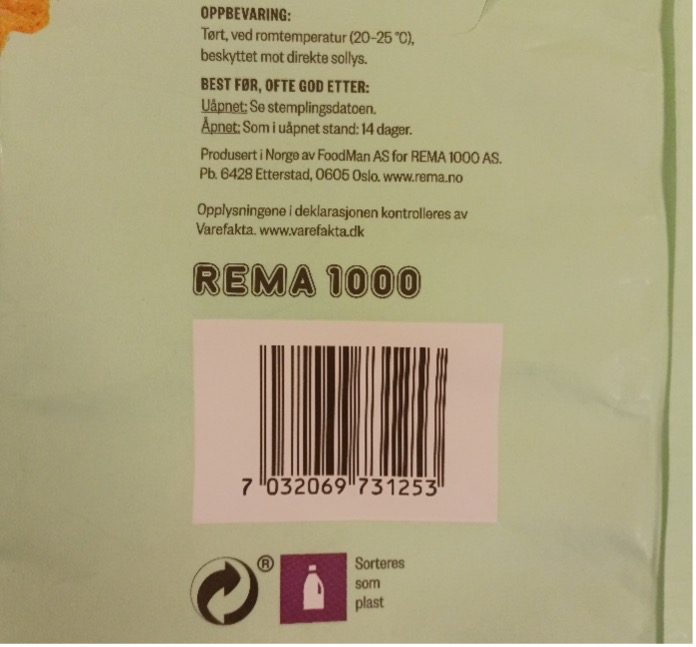 OPPBEVARING:
Tørt, ved romtemperatur (20-25 °C),
beskyttet mot direkte sollys.
BEST FØR, OFTE GOD ETTER:
Uåpnet: Se stemplingsdatoen.
Åpnet: Som i uåpnet stand: 14 dager.
Produsert i Norge av FoodMan AS for REMA 1000 AS.
Pb. 6428 Etterstad, 0605 Oslo. www.rema.no
Opplysningene i deklarasjonen kontrolleres av
Varefakta. www.varefakta.dk
REMA 1000
7 032069 731253
® Sorteres
som
plast